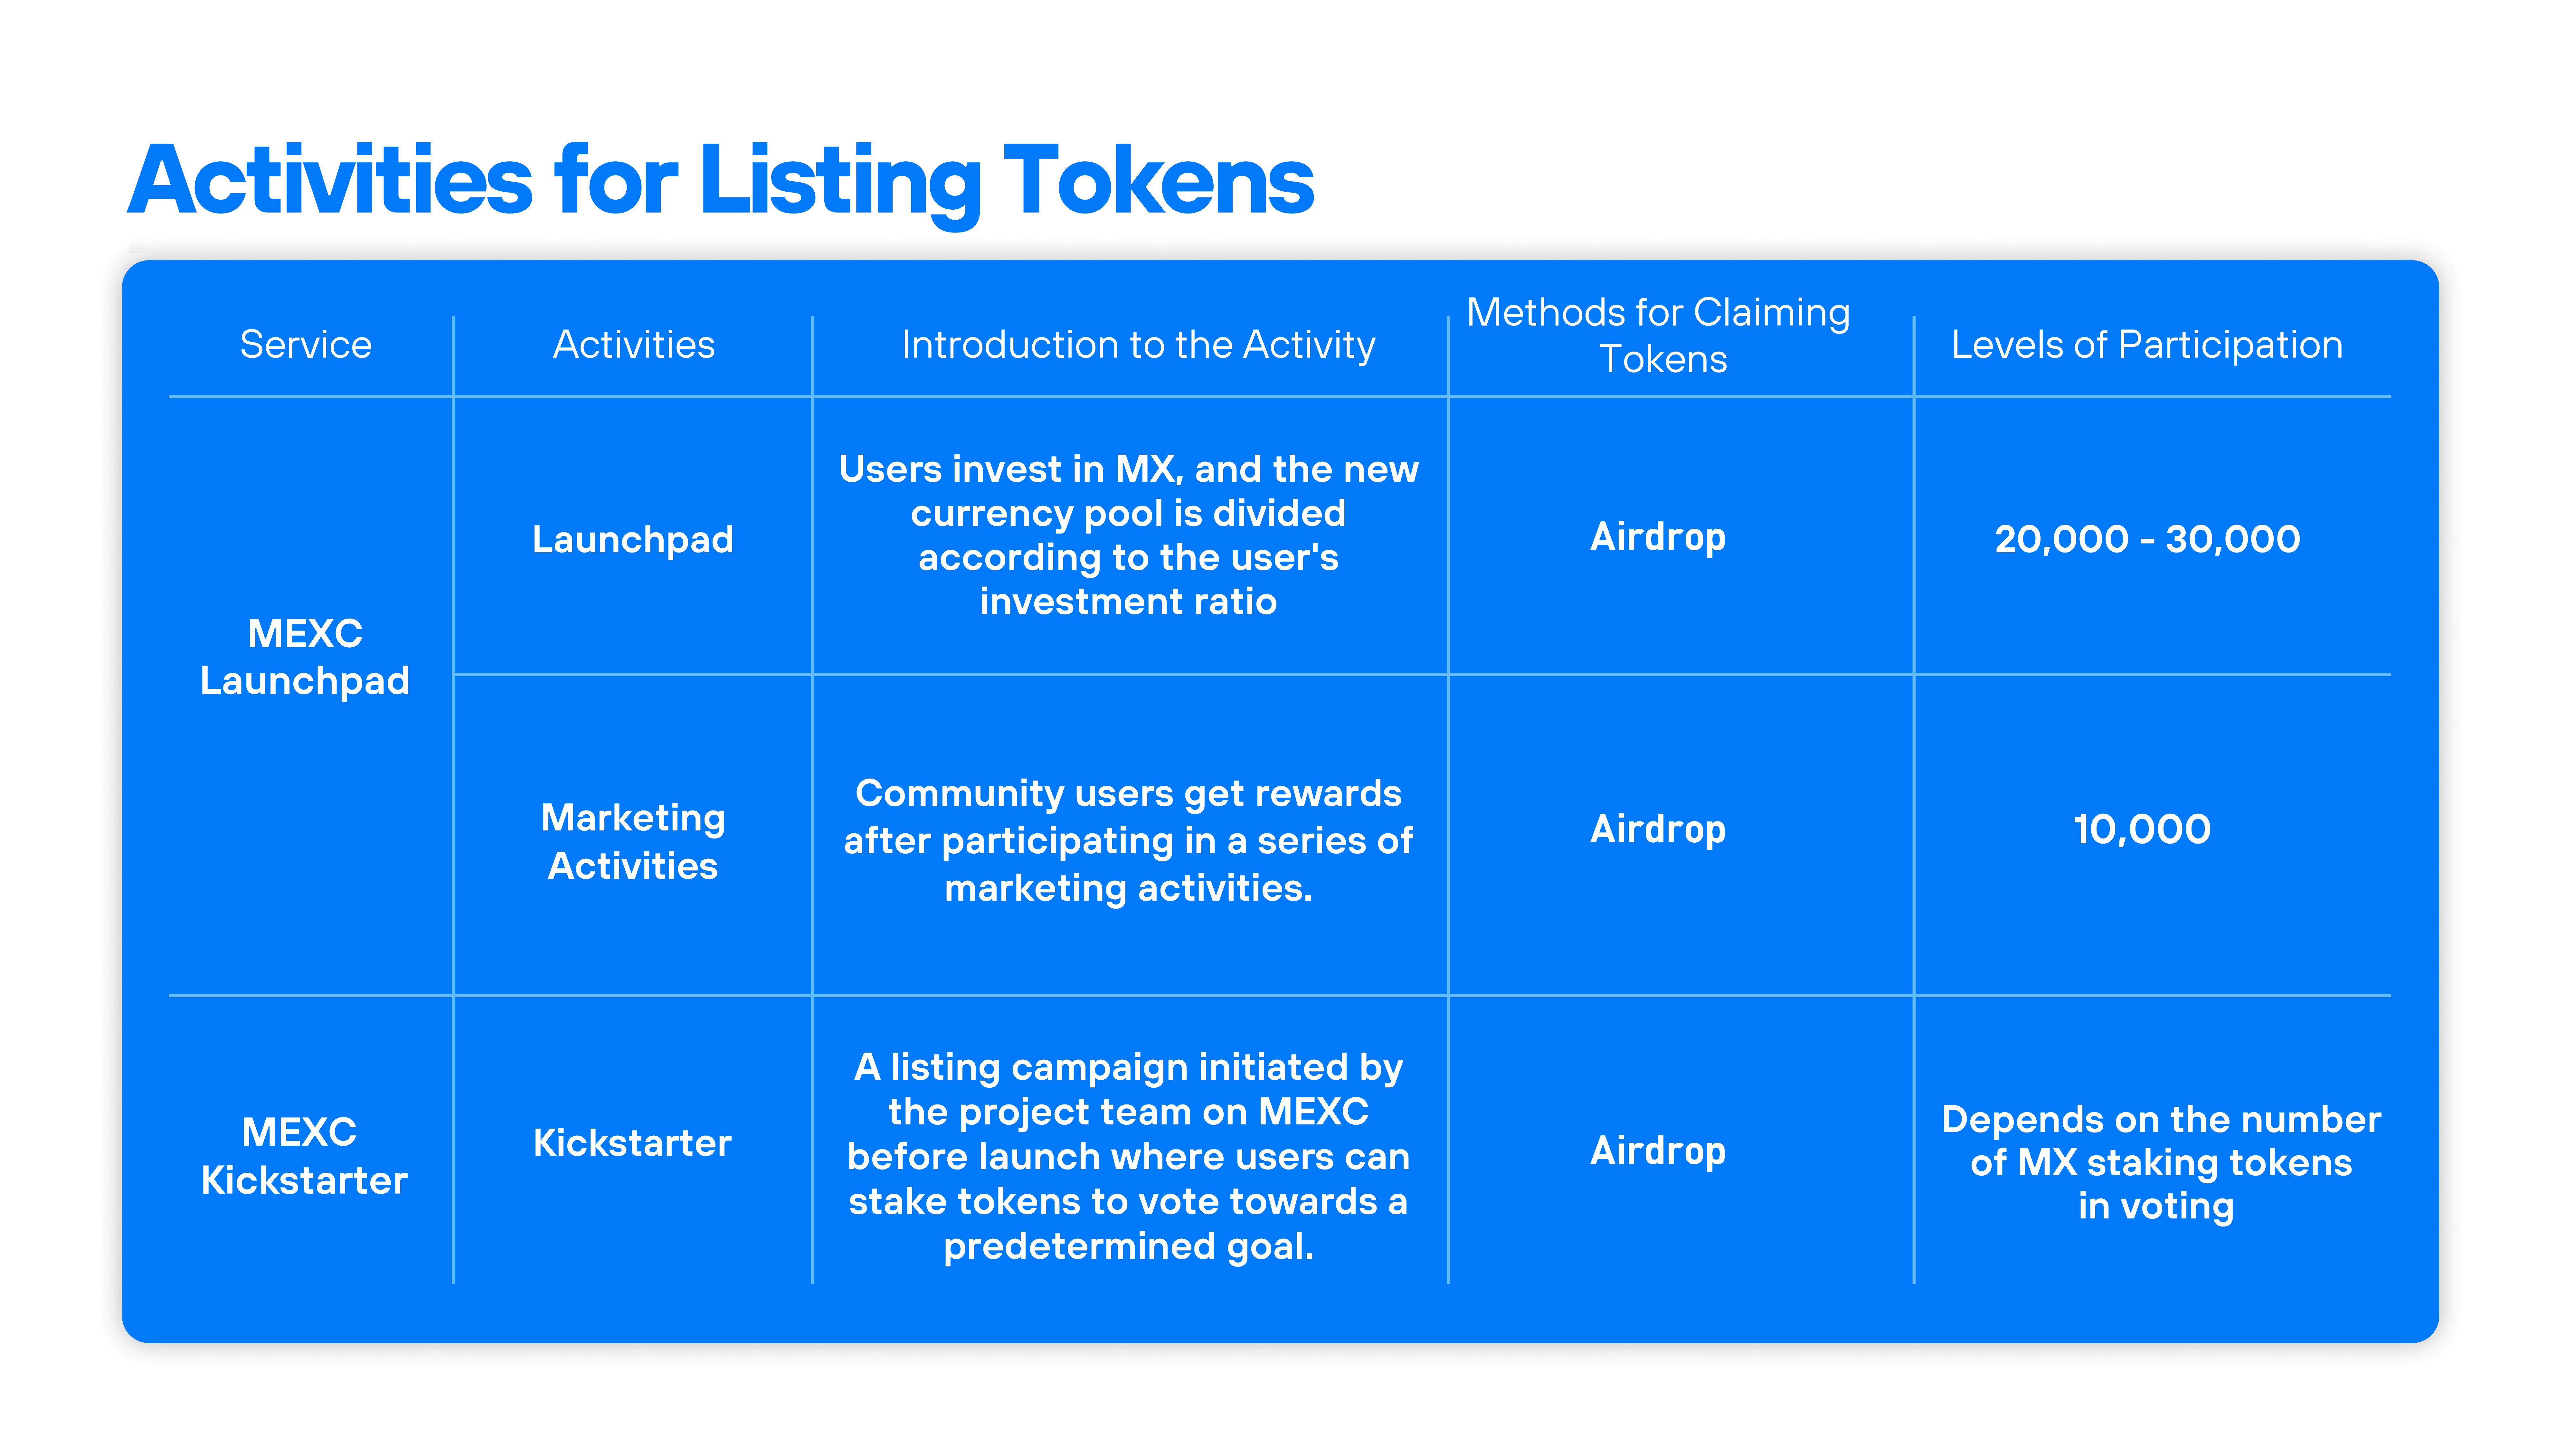 Activities for Listing Tokens
Service
Activities
Introduction to the Activity
Methods for Claiming
Tokens
Levels of Participation
MEXC
Launchpad
Launchpad
Users invest in MX, and the new
currency pool is divided
according to the user's
investment ratio
Airdrop
20,000 - 30,000
Marketing
Activities
Community users get rewards
after participating in a series of
marketing activities.
Airdrop
10,000
MEXC
Kickstarter
Kickstarter
A listing campaign initiated by
the project team on MEXC
before launch where users can
stake tokens to vote towards a
predetermined goal.
Airdrop
Depends on the number
of MX staking tokens
in voting